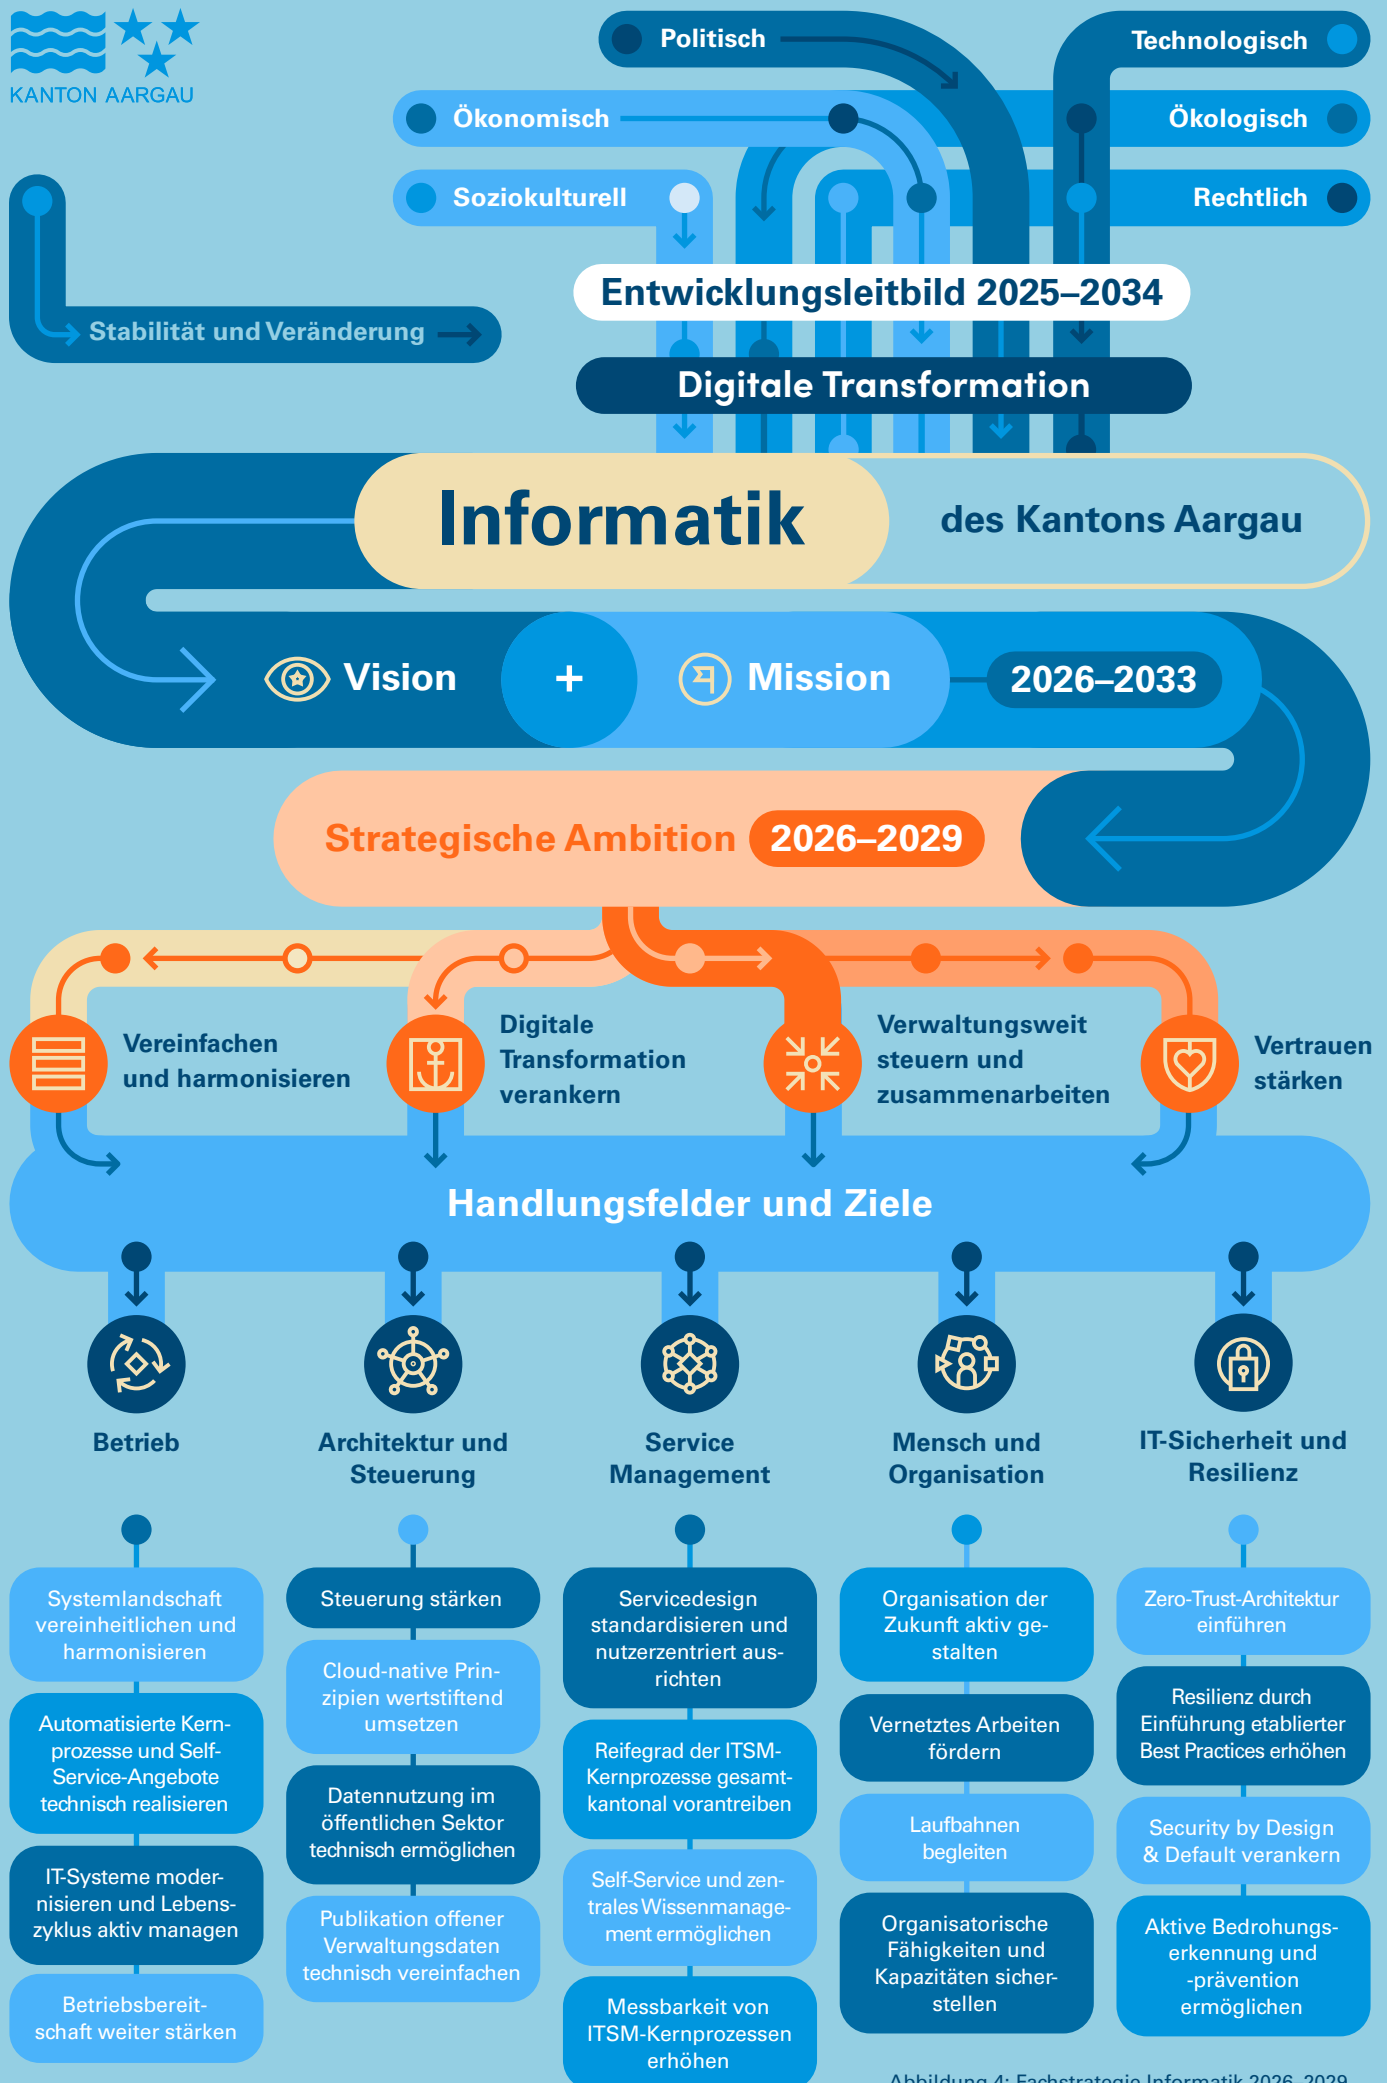 KANTON AARGAU
Politisch
Technologisch
Ökonomisch
Ökologisch
Soziokulturell
Rechtlich
Entwicklungsleitbild 2025–2034
Stabilität und Veränderung
Digitale Transformation
Informatik
des Kantons Aargau
Vision
+
Mission
2026–2033
Strategische Ambition
2026–2029
Vereinfachen
und harmonisieren
Digitale
Transformation
verankern
Verwaltungsweit
steuern und
zusammenarbeiten
Vertrauen
stärken
Handlungsfelder und Ziele
Betrieb
Architektur und
Steuerung
Service
Management
Mensch und
Organisation
IT-Sicherheit und
Resilienz
Systemlandschaft
vereinheitlichen und
harmonisieren
Automatisierte Kern-
prozesse und Self-
Service-Angebote
technisch realisieren
IT-Systeme moder-
nisieren und Lebens-
zyklus aktiv managen
Betriebsbereit-
schaft weiter stärken
Steuerung stärken
Cloud-native Prin-
zipien wertstiftend
umsetzen
Datennutzung im
öffentlichen Sektor
technisch ermöglichen
Publikation offener
Verwaltungsdaten
technisch vereinfachen
Servicedesign
standardisieren und
nutzerzentriert aus-
richten
Reifegrad der ITSM-
Kernprozesse gesamt-
kantonal vorantreiben
Self-Service und zen-
trales Wissenmanage-
ment ermöglichen
Messbarkeit von
ITSM-Kernprozessen
erhöhen
Organisation der
Zukunft aktiv ge-
stalten
Vernetztes Arbeiten
fördern
Laufbahnen
begleiten
Organisatorische
Fähigkeiten und
Kapazitäten sicher-
stellen
Zero-Trust-Architektur
einführen
Resilienz durch
Einführung etablierter
Best Practices erhöhen
Security by Design
& Default verankern
Aktive Bedrohungs-
erkennung und
-prävention
ermöglichen
Abbildung 4: Fachstrategie Informatik 2026–2029